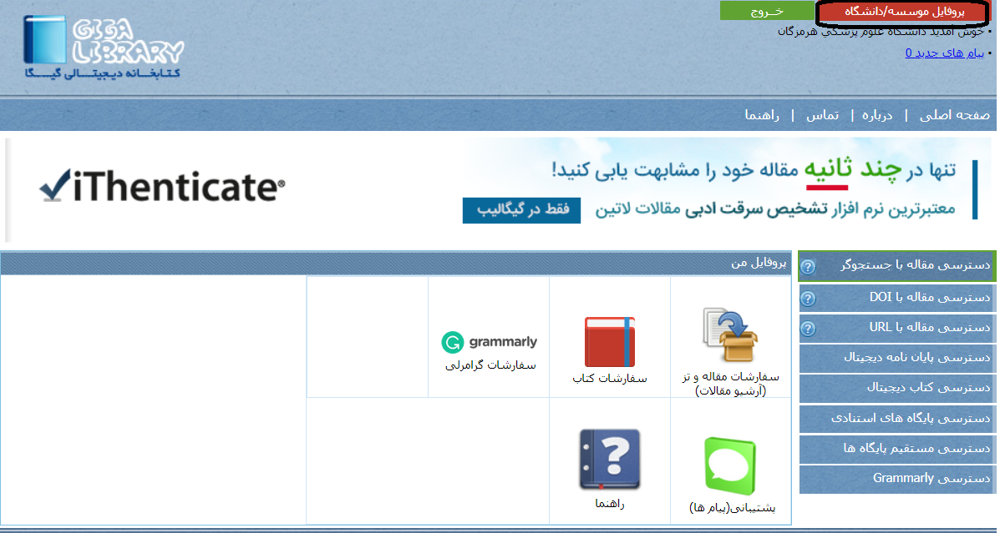 پروفایل موسسه/دانشگاه
خــروج
خوش آمدید دانشگاه علوم پزشکي هرمزگان
پیام های جدید 0
GIGA
LIBRARY
کتابخانه دیجیتالی گیگا
صفحه اصلی | درباره | تماس | راهنما
تنها در چند ثانیه مقاله خود را مشابهت یابی کنید!
معتبرترین نرم افزار تشخیص سرقت ادبی مقالات لاتین
فقط در گیگالیب
iThenticate®
دسترسی مقاله با جستجوگر
دسترسی مقاله با DOI
دسترسی مقاله با URL
دسترسی پایان نامه دیجیتال
دسترسی کتاب دیجیتال
دسترسی پایگاه های استنادی
دسترسی مستقیم پایگاه ها
دسترسی Grammarly
پروفایل من
سفارشات مقاله و تز
(آرشیو مقالات)
سفارشات کتاب
grammarly
سفارشات گرامرلی
پشتیبانی(پیام ها)
راهنما